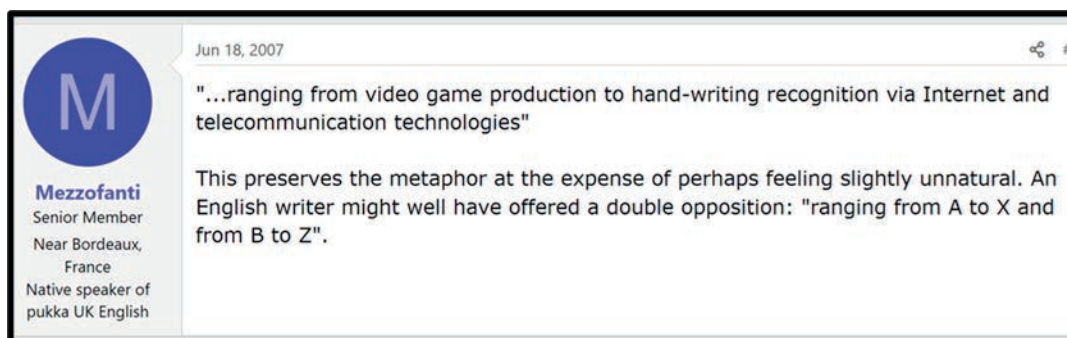 M
Mezzofanti
Senior Member
Near Bordeaux,
France
Native speaker of
pukka UK English
Jun 18, 2007
"...ranging from video game production to hand-writing recognition via Internet and
telecommunication technologies"
This preserves the metaphor at the expense of perhaps feeling slightly unnatural. An
English writer might well have offered a double opposition: "ranging from A to X and
from B to Z".